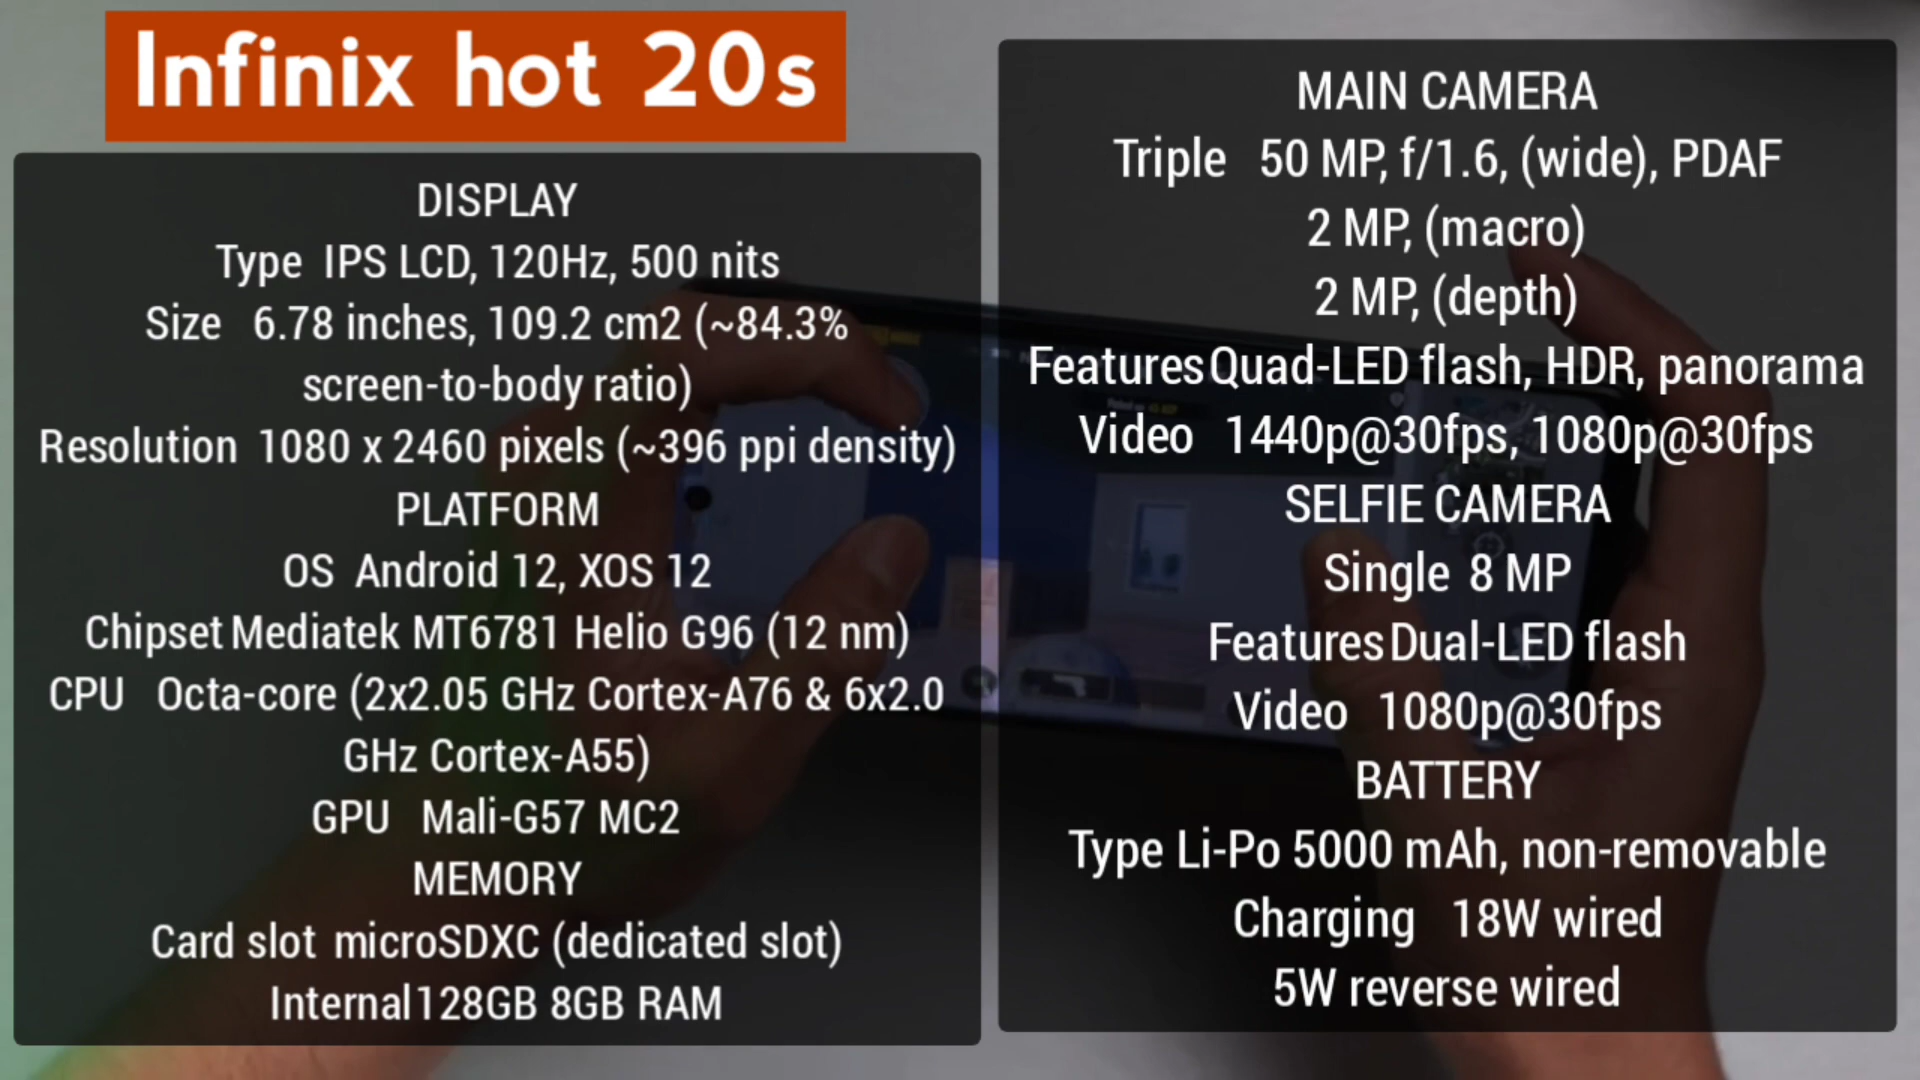 Infinix hot 20s
DISPLAY
Type IPS LCD, 120Hz, 500 nits
Size 6.78 inches, 109.2 cm2 (~84.3%
screen-to-body ratio)
Resolution 1080 x 2460 pixels (~396 ppi density)
PLATFORM
OS Android 12, XOS 12
Chipset Mediatek MT6781 Helio G96 (12 nm)
CPU Octa-core (2x2.05 GHz Cortex-A76 & 6x2.0
GHz Cortex-A55)
GPU Mali-G57 MC2
MEMORY
Card slot microSDXC (dedicated slot)
Internal 128GB 8GB RAM
MAIN CAMERA
Triple 50 MP, f/1.6, (wide), PDAF
2 MP, (macro)
2 MP, (depth)
Features Quad-LED flash, HDR, panorama
Video 1440p@30fps, 1080p@30fps
SELFIE CAMERA
Single 8 MP
Features Dual-LED flash
Video 1080p@30fps
BATTERY
Type Li-Po 5000 mAh, non-removable
Charging 18W wired
5W reverse wired